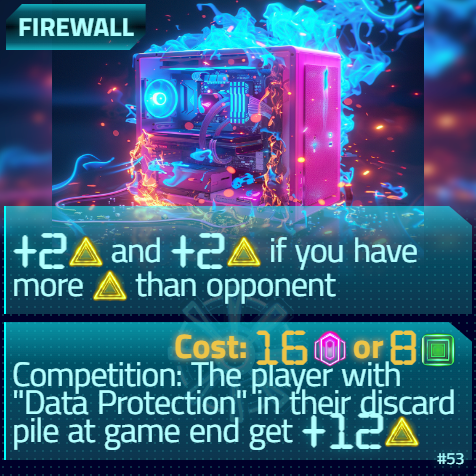 FIREWALL
+2 and +2 if you have
more than opponent
Cost: 16 or 8
Competition: The player with
"Data Protection" in their discard
pile at game end get +12
#53